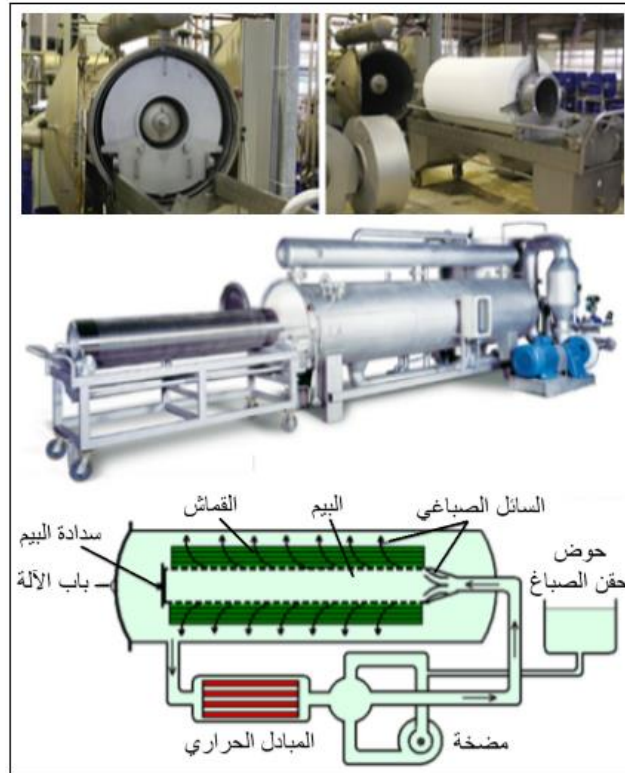 السائل الصباغي
البيم
القماش
سدادة البيم
باب الآلة
حوض
حقن الصباغ
المبادل الحراري
مضخة